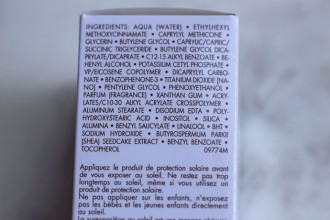 INGREDIENTS: AQUA (WATER) • ETHYLHEXYL
METHOXYCINNAMATE • CAPRYLYL METHICONE •
GLYCERIN • BUTYLENE GLYCOL • CAPRYLIC/CAPRIC/
SUCCINIC TRIGLYCERIDE • BUTYLENE GLYCOL DICA-
PRYLATE/DICAPRATE • C12-15 ALKYL BENZOATE • BE-
HENYL ALCOHOL • POTASSIUM CETYL PHOSPHATE •
VP/EICOSENE COPOLYMER • DICAPRYLYL CARBO-
NATE • BENZOPHENONE-3 • TITANIUM DIOXIDE [NA-
NO] • PENTYLENE GLYCOL • PHENOXYETHANOL •
PARFUM (FRAGRANCE) • XANTHAN GUM • ACRY-
LATES/C10-30 ALKYL ACRYLATE CROSSPOLYMER •
ALUMINUM STEARATE • DISODIUM EDTA • POLY-
HYDROXYSTEARIC ACID • INOSITOL • SILICA •
ALUMINA • BENZYL SALICYLATE • LINALOOL • BHT
• SODIUM HYDROXIDE • BUTYROSPERMUM PARKII
(SHEA) SEEDCAKE EXTRACT • BENZYL BENZOATE •
TOCOPHEROL 09774M
Appliquez le produit de protection solaire avant
de vous exposer au soleil. Ne restez pas trop
longtemps au soleil, même si vous utilisez un
produit de protection solaire.
Ne pas appliquer sur les enfants, n'exposez
pas les bébés et les jeunes enfants directement
au soleil.